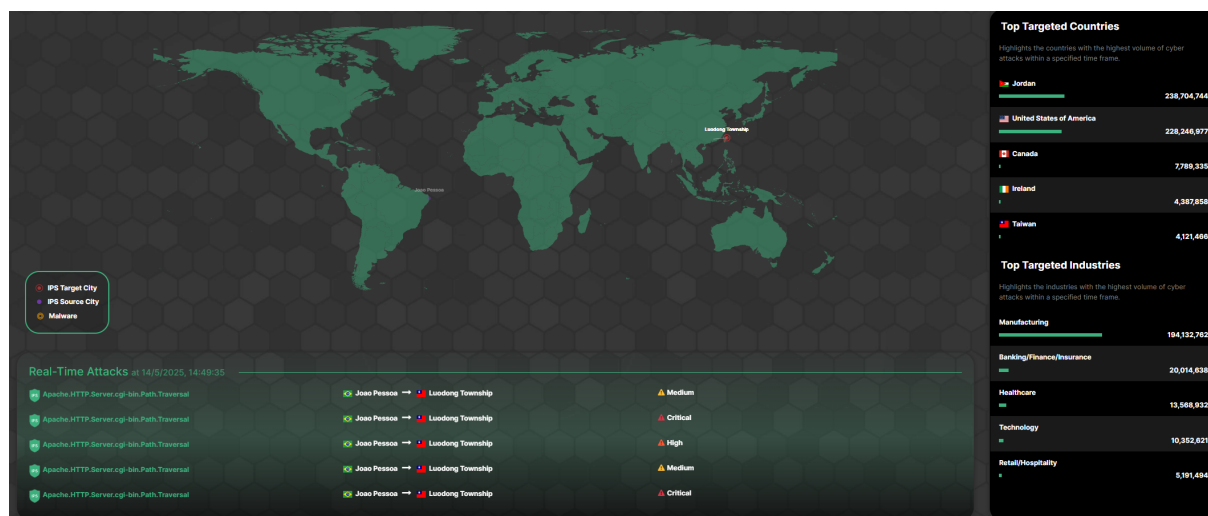 Top Targeted Countries
Highlights the countries with the highest volume of cyber
attacks within a specified time frame.
Jordan
238,704,744
United States of America
228,246,977
Canada
7,789,335
Ireland
4,387,858
Taiwan
4,121,466
Top Targeted Industries
Highlights the industries with the highest volume of cyber
attacks within a specified time frame.
Manufacturing
194,132,762
Banking/Finance/Insurance
20,014,638
Healthcare
13,568,932
Technology
10,352,621
Retail/Hospitality
5,191,494
Luodong Township
Joao Pessoa
IPS Target City
IPS Source City
Malware
Real-Time Attacks at 14/5/2025, 14:49:35
IPS Apache.HTTP.Server.cgi-bin.Path.Traversal Joao Pessoa → Luodong Township Medium
IPS Apache.HTTP.Server.cgi-bin.Path.Traversal Joao Pessoa → Luodong Township Critical
IPS Apache.HTTP.Server.cgi-bin.Path.Traversal Joao Pessoa → Luodong Township High
IPS Apache.HTTP.Server.cgi-bin.Path.Traversal Joao Pessoa → Luodong Township Medium
IPS Apache.HTTP.Server.cgi-bin.Path.Traversal Joao Pessoa → Luodong Township Critical